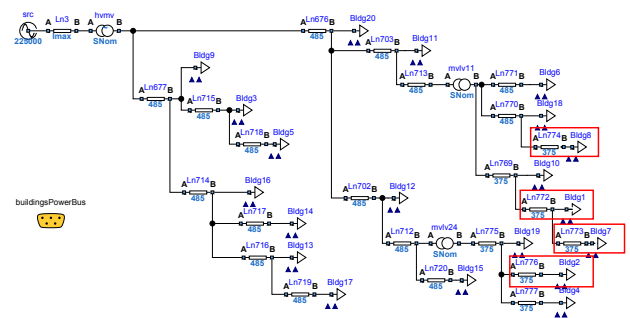 src
A Ln3 B
hvmv
A B
225000
Imax
SNom
A Ln676 B
485
Bldg20
A Ln703 B
485
Bldg11
A Ln713 B
485
mvlv11
A B
SNom
A Ln771 B
485
Bldg6
A Ln770 B
485
Bldg18
A Ln774 B
375
Bldg8
A Ln769 B
375
Bldg10
A Ln772 B
375
Bldg1
A Ln773 B
375
Bldg7
A Ln677 B
485
Bldg9
A Ln715 B
485
Bldg3
A Ln718 B
485
Bldg5
A Ln714 B
485
Bldg16
A Ln717 B
485
Bldg14
A Ln716 B
485
Bldg13
A Ln719 B
485
Bldg17
A Ln702 B
485
Bldg12
A Ln712 B
485
mvlv24
A B
SNom
A Ln720 B
485
Bldg15
A Ln775 B
375
Bldg19
A Ln776 B
375
Bldg2
A Ln777 B
375
Bldg4
buildingsPowerBus